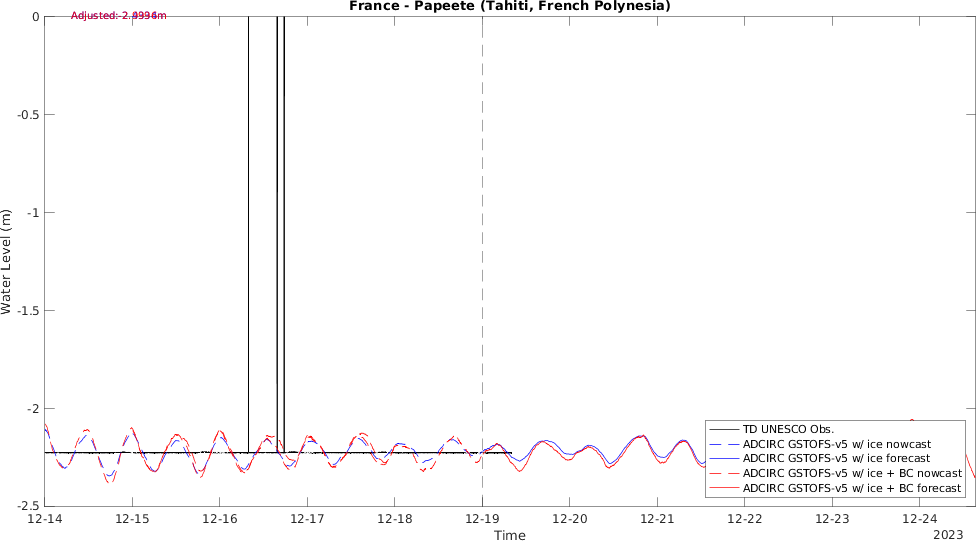 France - Papeete (Tahiti, French Polynesia)
Water Level (m)
0
-0.5
-1
-1.5
-2
-2.5
TD UNESCO Obs.
ADCIRC GSTOFS-v5 w/ ice nowcast
ADCIRC GSTOFS-v5 w/ ice forecast
ADCIRC GSTOFS-v5 w/ ice + BC nowcast
ADCIRC GSTOFS-v5 w/ ice + BC forecast
12-14 12-15 12-16 12-17 12-18 12-19 12-20 12-21 12-22 12-23 12-24
Time
2023